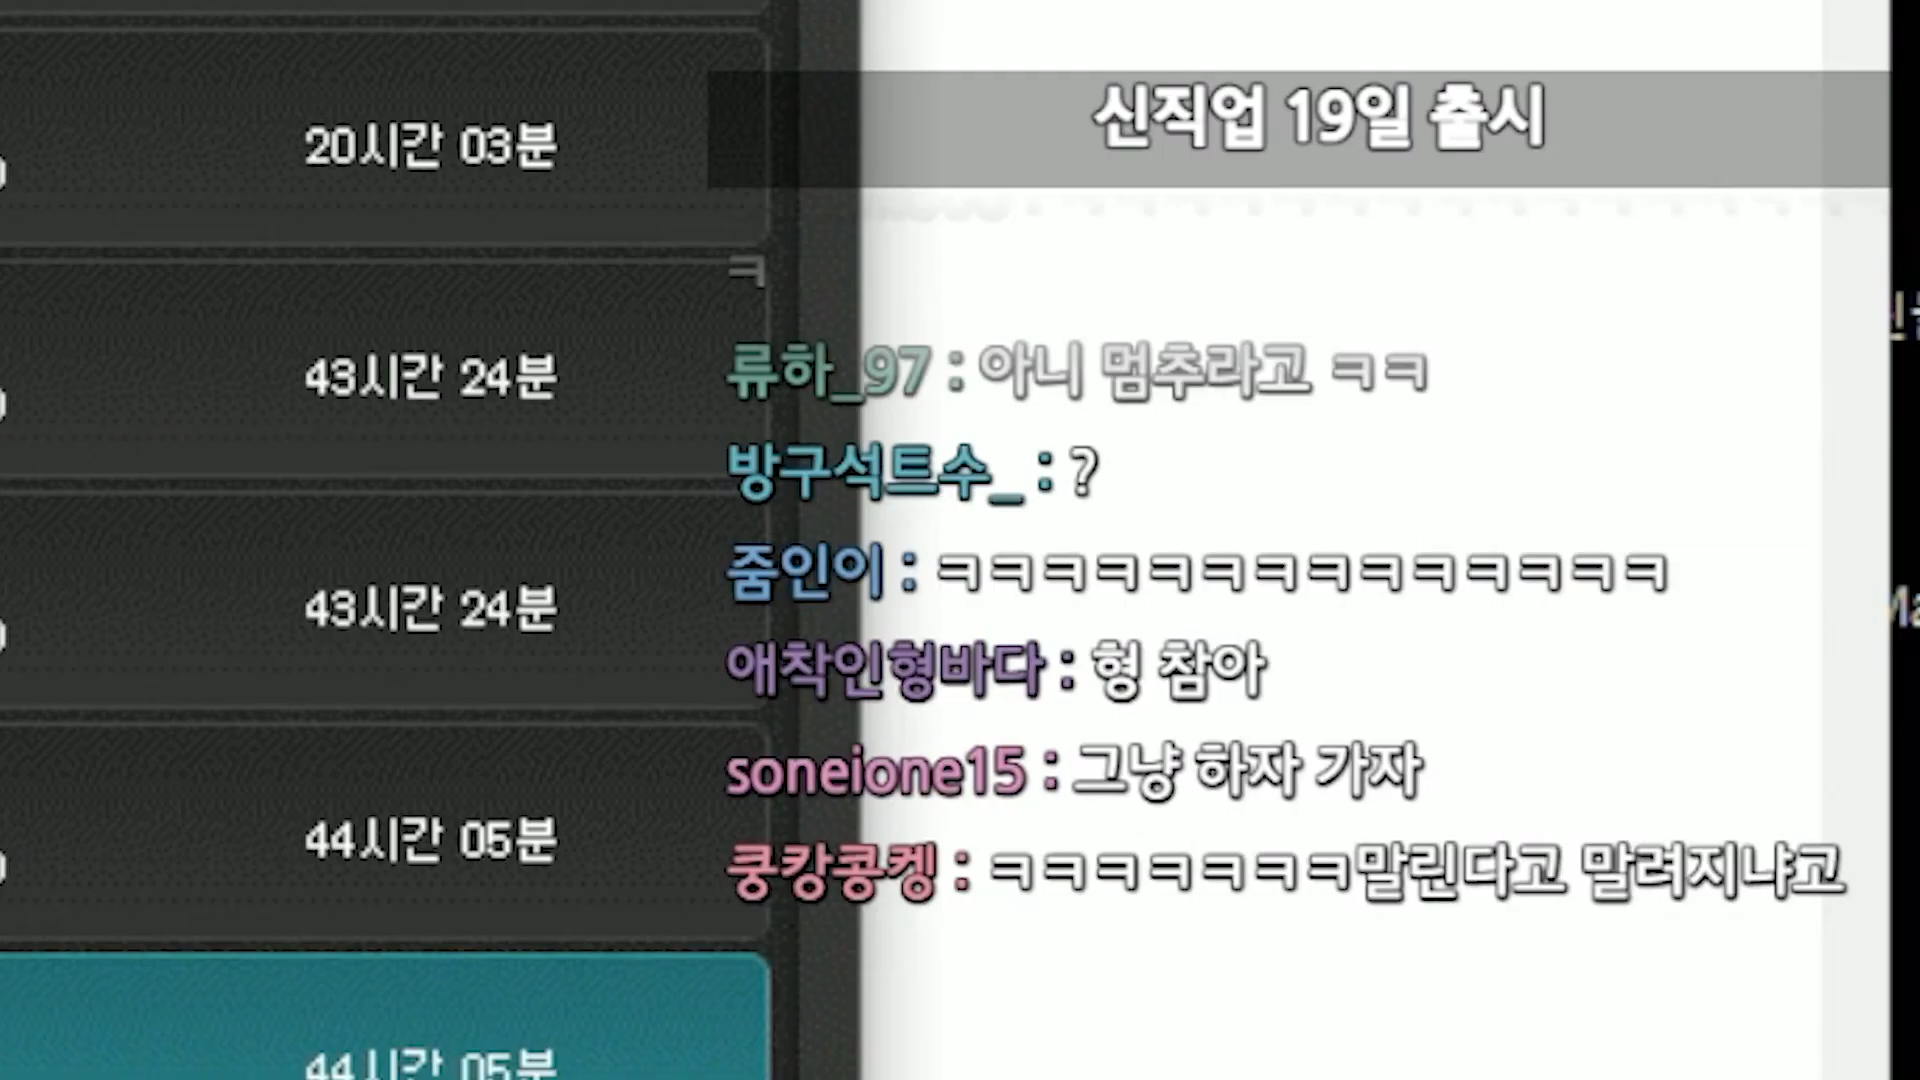 20시간 03분
43시간 24분
43시간 24분
44시간 05분
44시간 05분
신직업 19일 출시
ㅋ
류하_97 : 아니 멈추라고 ㅋㅋ
방구석트수_ : ?
줌인이 : ㅋㅋㅋㅋㅋㅋㅋㅋㅋㅋㅋㅋㅋㅋ
애착인형바다 : 형 참아
soneione15 : 그냥 하자 가자
쿵캉콩켕 : ㅋㅋㅋㅋㅋㅋㅋ말린다고 말려지냐고